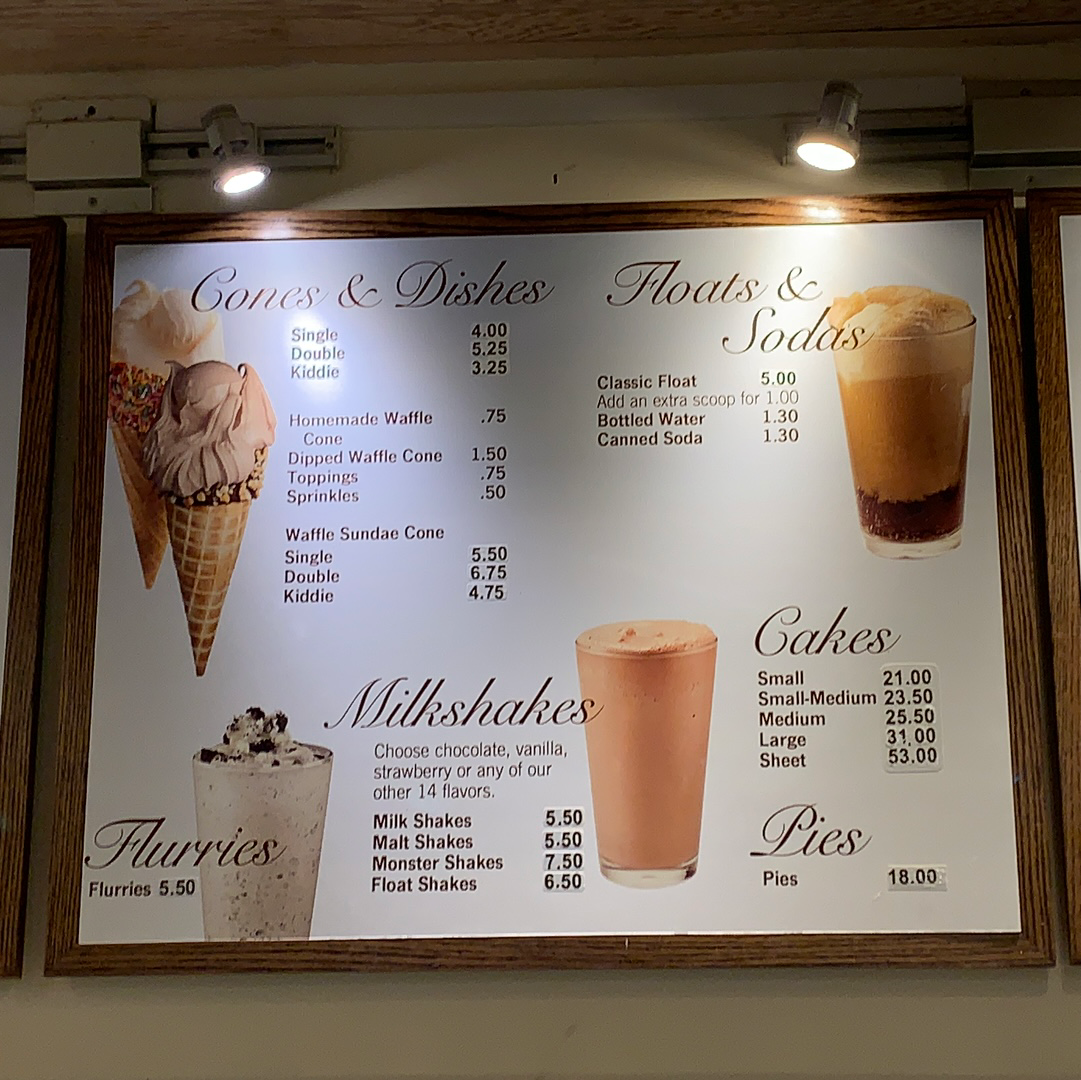 Cones & Dishes
Single 4.00
Double 5.25
Kiddie 3.25
Homemade Waffle .75
Cone
Dipped Waffle Cone 1.50
Toppings .75
Sprinkles .50
Waffle Sundae Cone
Single 5.50
Double 6.75
Kiddie 4.75
Floats &
Sodas
Classic Float 5.00
Add an extra scoop for 1.00
Bottled Water 1.30
Canned Soda 1.30
Milkshakes
Choose chocolate, vanilla,
strawberry or any of our
other 14 flavors.
Milk Shakes 5.50
Malt Shakes 5.50
Monster Shakes 7.50
Float Shakes 6.50
Cakes
Small 21.00
Small-Medium 23.50
Medium 25.50
Large 31.00
Sheet 53.00
Flurries
Flurries 5.50
Pies
Pies 18.00